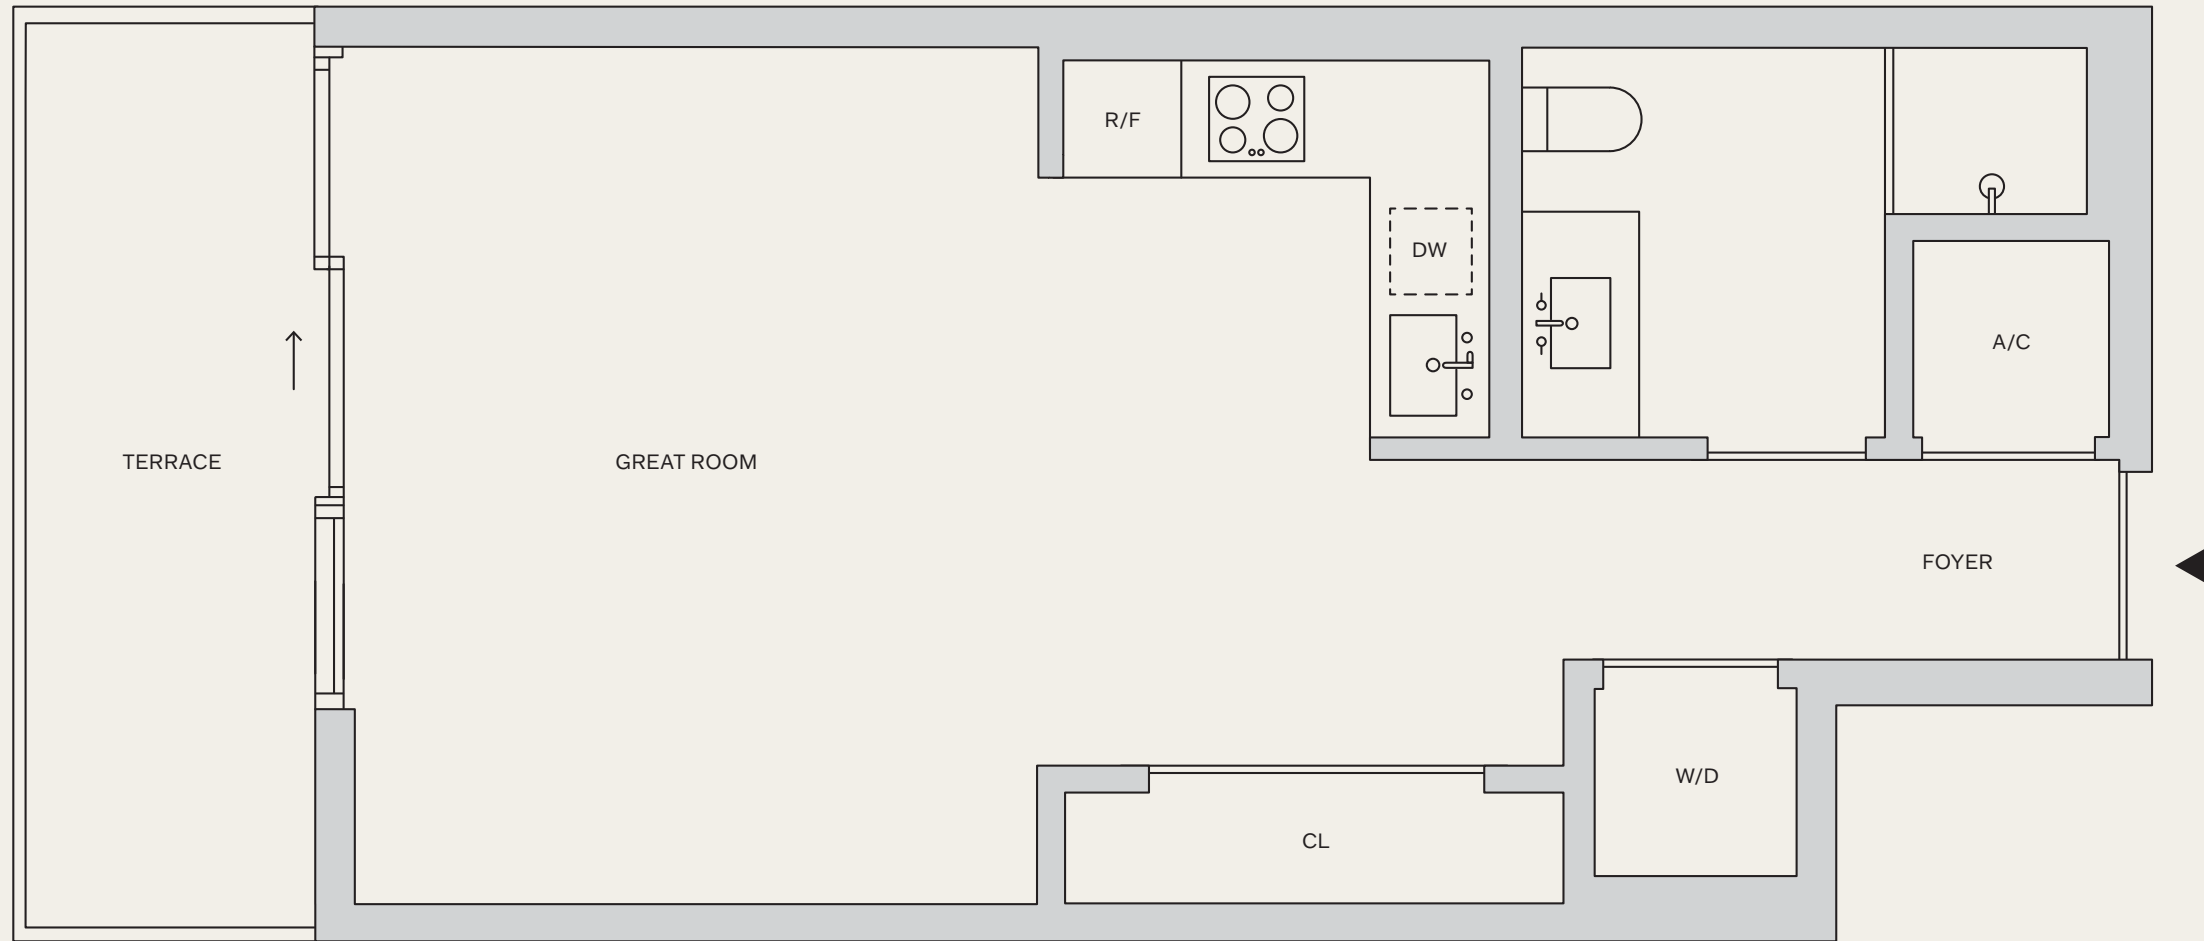 R/F
DW
A/C
TERRACE
GREAT ROOM
FOYER
W/D
CL